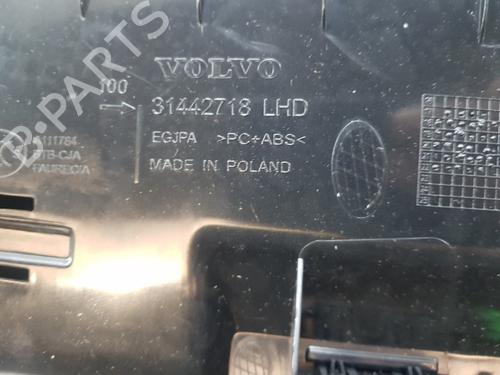 B-PARTS
VOLVO
100
31442718 LHD
EGJPA >PC+ABS<
MADE IN POLAND
FAURECIA